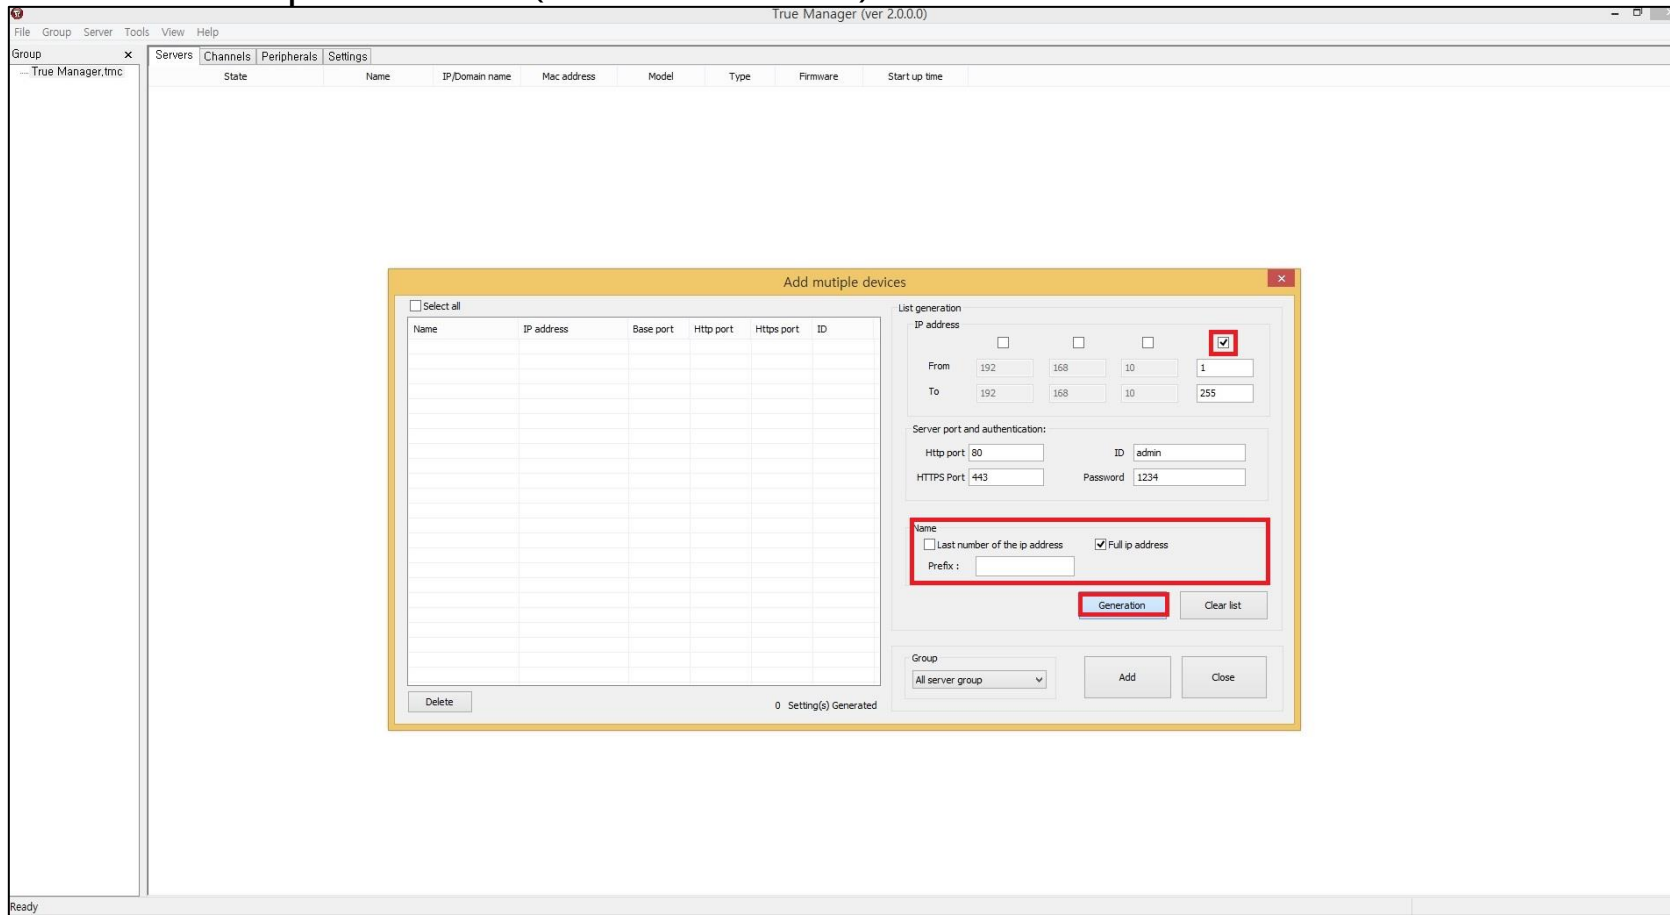 True Manager (ver 2.0.0.0)
File Group Server Tools View Help
Group x
True Manager,tmc
Servers Channels Peripherals Settings
State Name IP/Domain name Mac address Model Type Firmware Start up time
Add mutiple devices
Select all
Name IP address Base port Http port Https port ID
Delete
0 Setting(s) Generated
List generation
IP address
From 192 168 10 1
To 192 168 10 255
Server port and authentication:
Http port 80 ID admin
HTTPS Port 443 Password 1234
Name
Last number of the ip address Full ip address
Prefix :
Generation Clear list
Group
All server group
Add Close
Ready